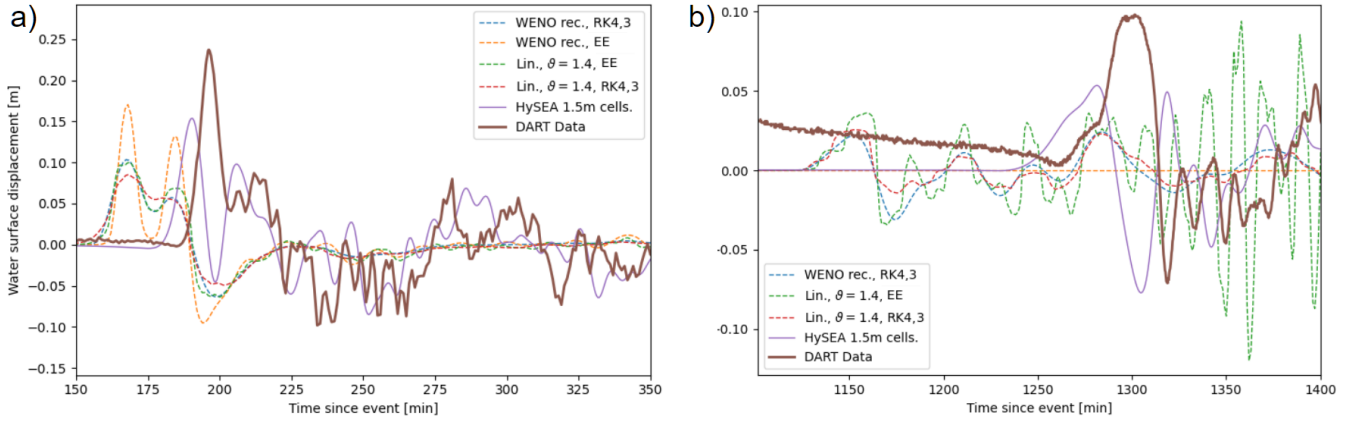 a)
Water surface displacement [m]
0.25
0.20
0.15
0.10
0.05
0.00
−0.05
−0.10
−0.15
150
175
200
225
250
275
300
325
350
Time since event [min]
WENO rec., RK4,3
WENO rec., EE
Lin., ϑ = 1.4, EE
Lin., ϑ = 1.4, RK4,3
HySEA 1.5m cells.
DART Data
b)
0.10
0.05
0.00
-0.05
-0.10
1150
1200
1250
1300
1350
1400
Time since event [min]
WENO rec., RK4,3
Lin., ϑ = 1.4, EE
Lin., ϑ = 1.4, RK4,3
HySEA 1.5m cells.
DART Data